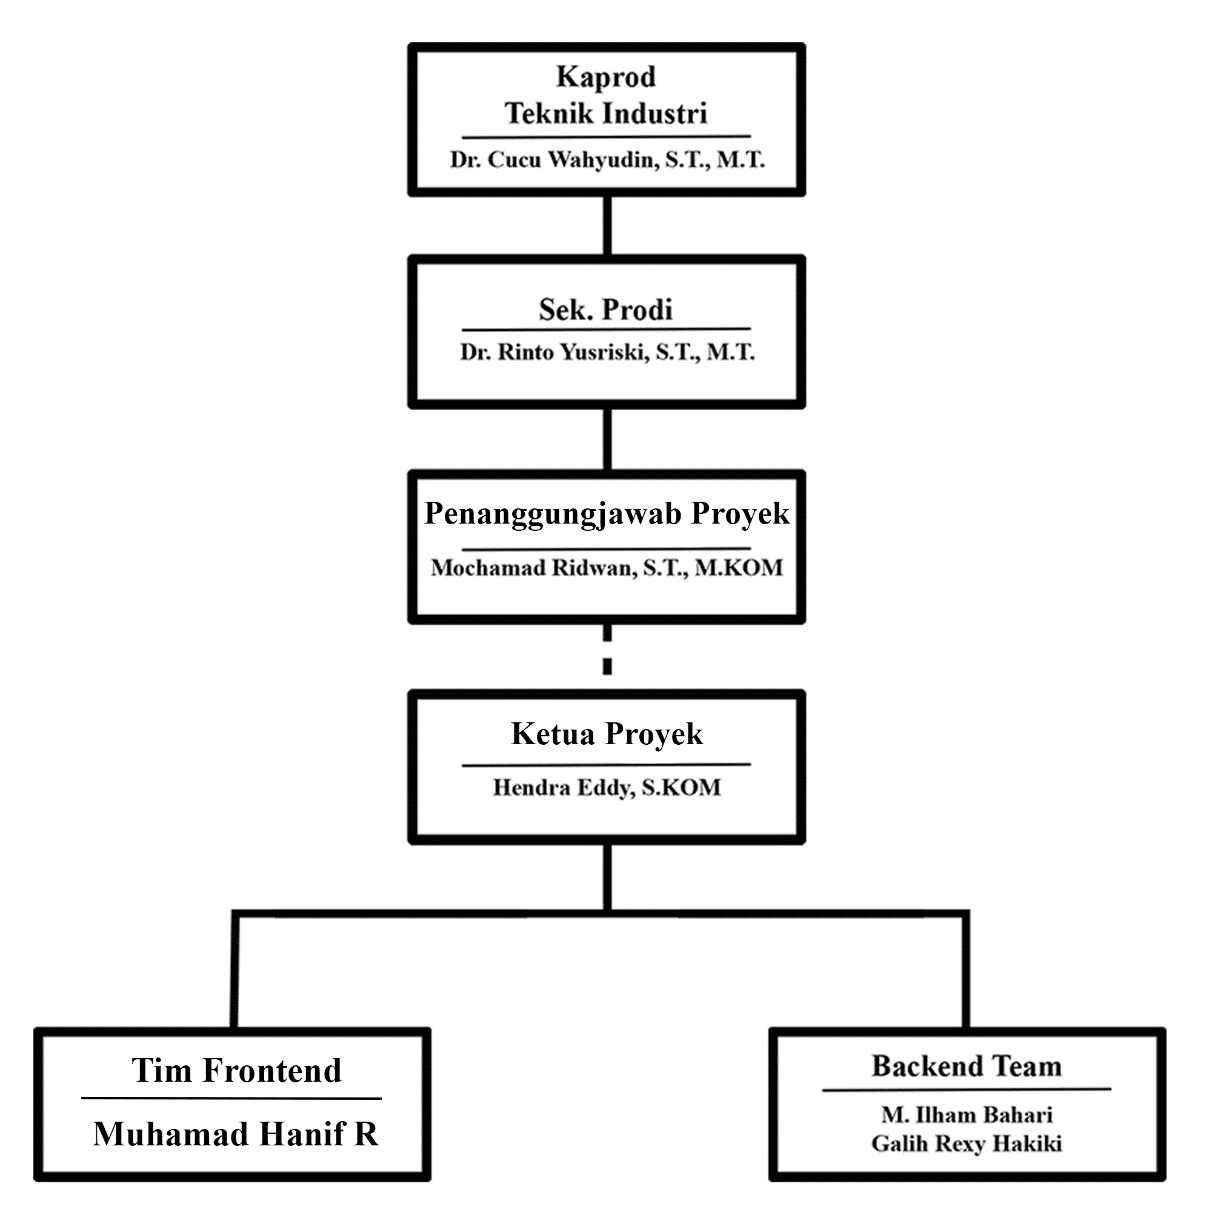 Kaprod
Teknik Industri
Dr. Cucu Wahyudin, S.T., M.T.
Sek. Prodi
Dr. Rinto Yusriski, S.T., M.T.
Penanggungjawab Proyek
Mochamad Ridwan, S.T., M.KOM
Ketua Proyek
Hendra Eddy, S.KOM
Tim Frontend
Muhamad Hanif R
Backend Team
M. Ilham Bahari
Galih Rexy Hakiki